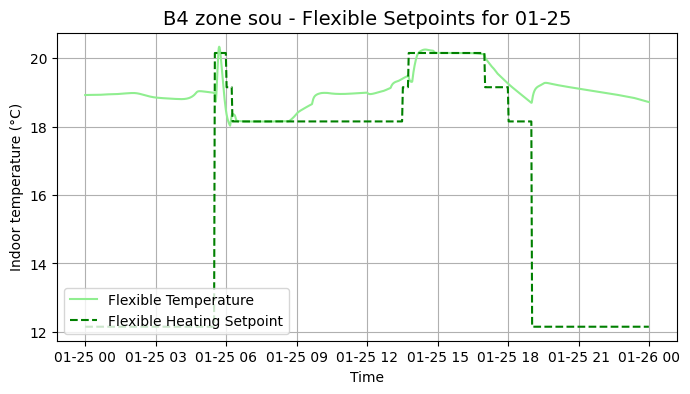 B4 zone sou - Flexible Setpoints for 01-25
Indoor temperature (°C)
20
18
16
14
12
Flexible Temperature
Flexible Heating Setpoint
01-25 00 01-25 03 01-25 06 01-25 09 01-25 12 01-25 15 01-25 18 01-25 21 01-26 00
Time